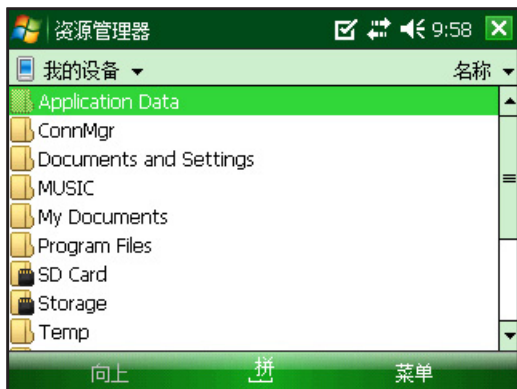 资源管理器 9:58
我的设备 名称
Application Data
ConnMgr
Documents and Settings
MUSIC
My Documents
Program Files
SD Card
Storage
Temp
向上 拼 菜单